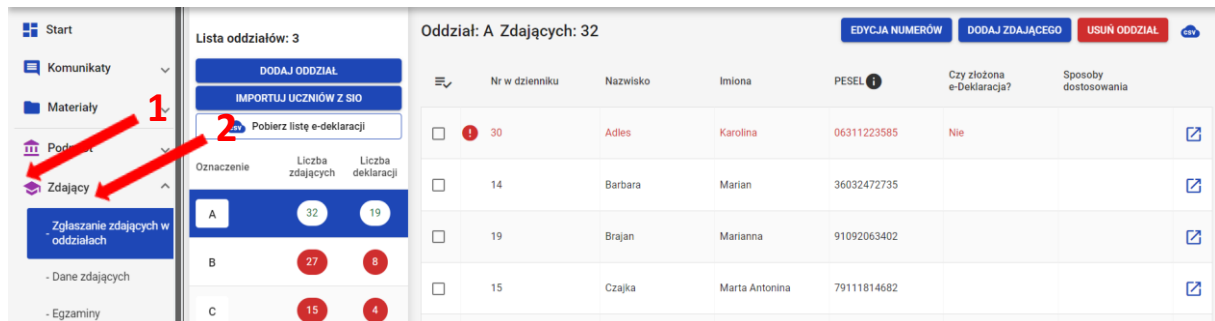 Start
Komunikaty
Materiały
1
2
Zdający
- Zgłaszanie zdających w
oddziałach
- Dane zdających
- Egzaminy
Lista oddziałów: 3
DODAJ ODDZIAŁ
IMPORTUJ UCZNIÓW Z SIO
Pobierz listę e-deklaracji
Oznaczenie Liczba zdających Liczba deklaracji
A 32 19
B 27 8
C 15 4
Oddział: A Zdających: 32
EDYCJA NUMERÓW DODAJ ZDAJĄCEGO USUŃ ODDZIAŁ CSV
Nr w dzienniku Nazwisko Imiona PESEL Czy złożona e-Deklaracja? Sposoby dostosowania
30 Adles Karolina 06311223585 Nie
14 Barbara Marian 36032472735
19 Brajan Marianna 91092063402
15 Czajka Marta Antonina 79111814682